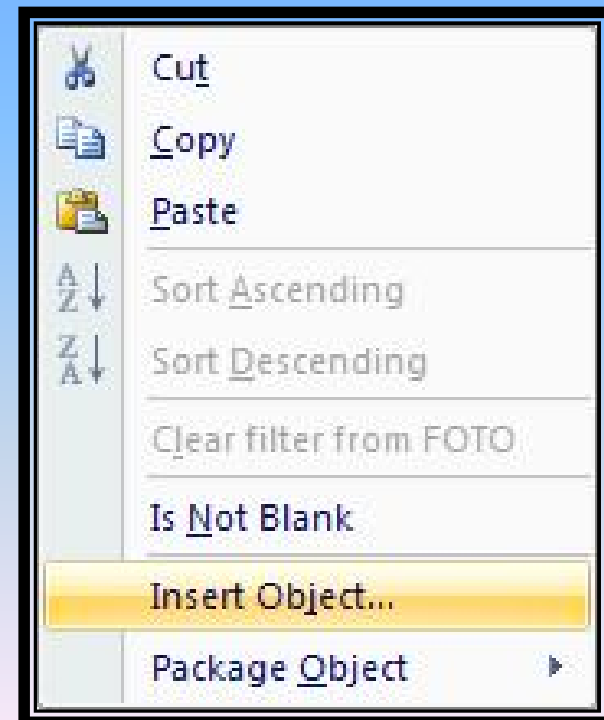 Cut
Copy
Paste
Sort Ascending
Sort Descending
Clear filter from FOTO
Is Not Blank
Insert Object...
Package Object